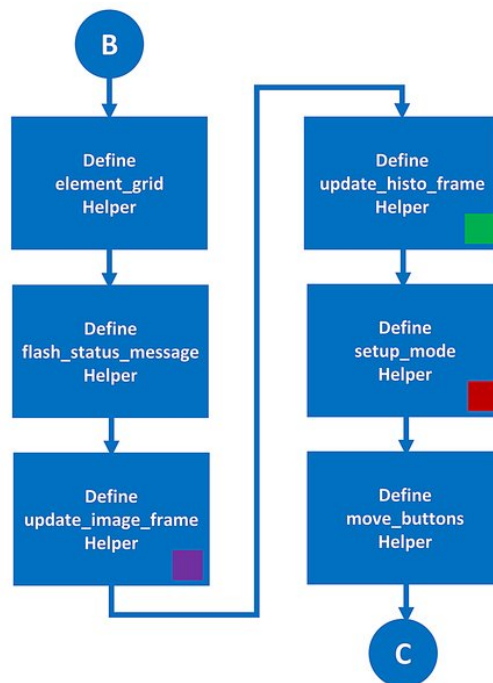 B
Define
element_grid
Helper
Define
flash_status_message
Helper
Define
update_image_frame
Helper
Define
update_histo_frame
Helper
Define
setup_mode
Helper
Define
move_buttons
Helper
C